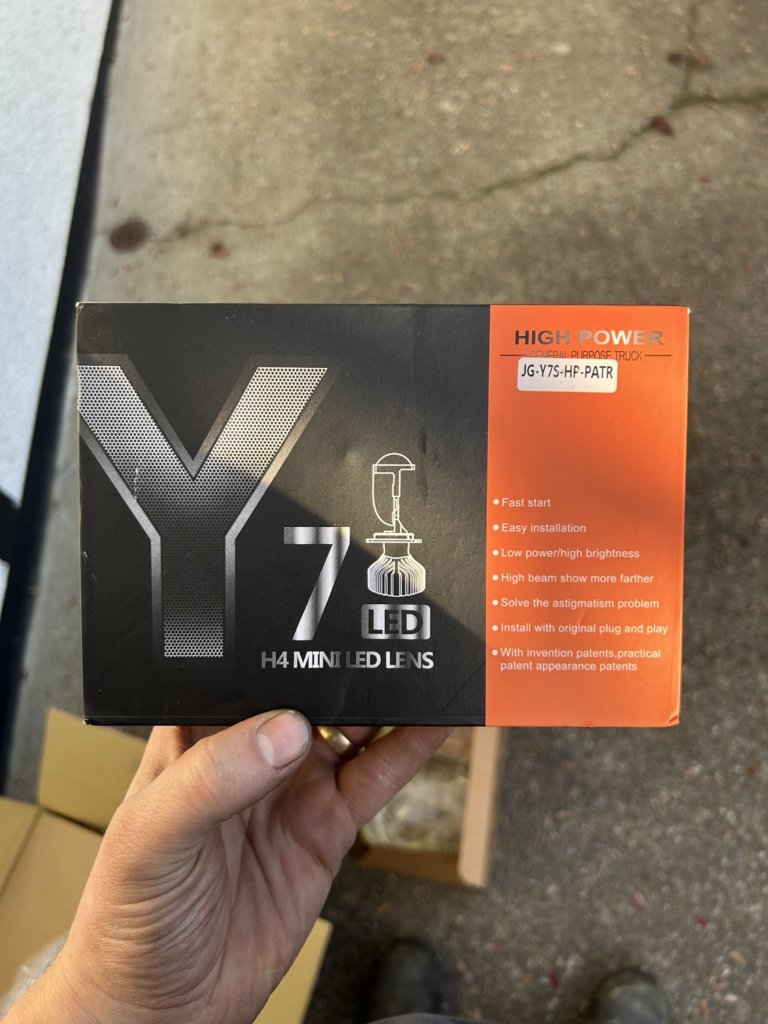 Y7
LED
H4 MINI LED LENS
HIGH POWER
GENERAL PURPOSE TRUCK
JG-Y7S-HP-PATR
Fast start
Easy installation
Low power/high brightness
High beam show more farther
Solve the astigmatism problem
Install with original plug and play
With invention patents,practical
patent appearance patents